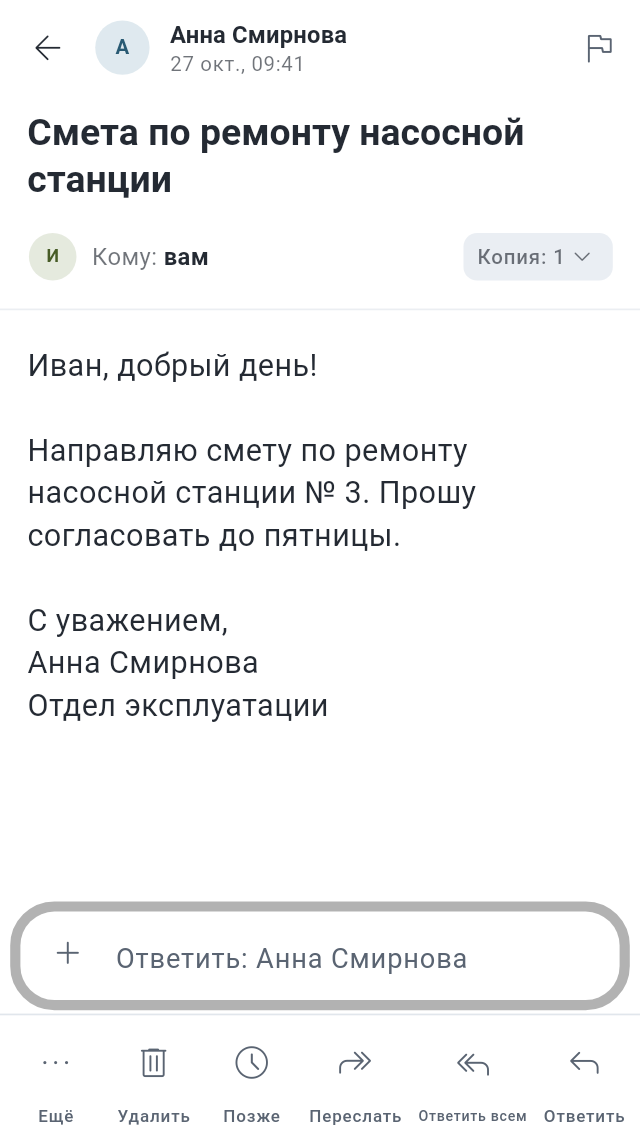 А
Анна Смирнова
27 окт., 09:41
Смета по ремонту насосной
станции
И
Кому: вам
Копия: 1
Иван, добрый день!
Направляю смету по ремонту
насосной станции № 3. Прошу
согласовать до пятницы.
С уважением,
Анна Смирнова
Отдел эксплуатации
Ответить: Анна Смирнова
Ещё
Удалить
Позже
Переслать
Ответить всем
Ответить